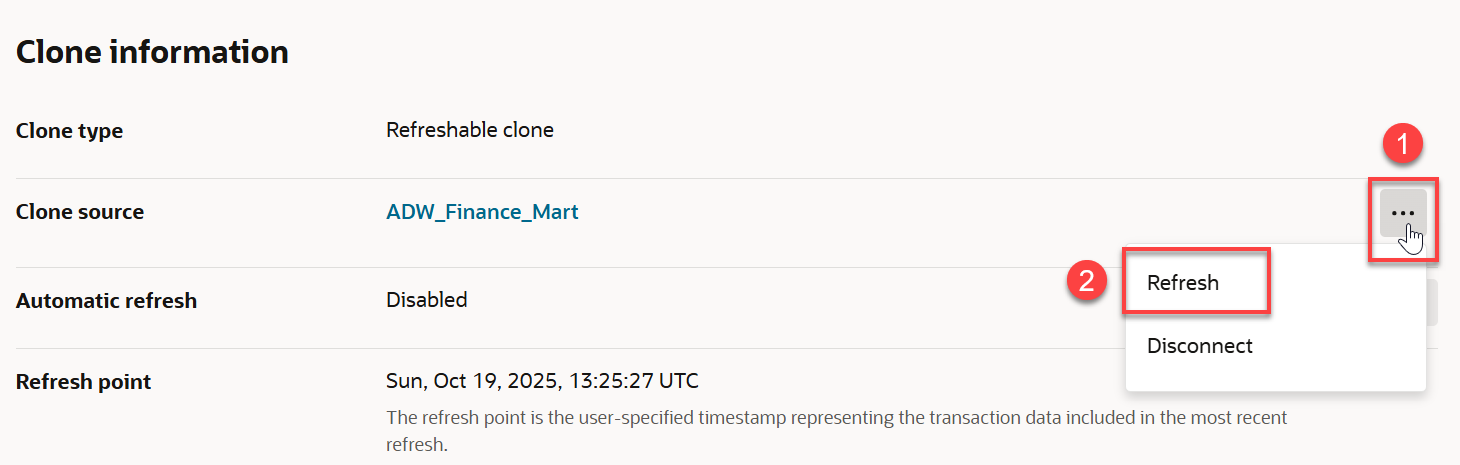 Clone information
Clone type
Refreshable clone
1
Clone source
ADW_Finance_Mart
...
2
Refresh
Automatic refresh
Disabled
Disconnect
Refresh point
Sun, Oct 19, 2025, 13:25:27 UTC
The refresh point is the user-specified timestamp representing the transaction data included in the most recent
refresh.